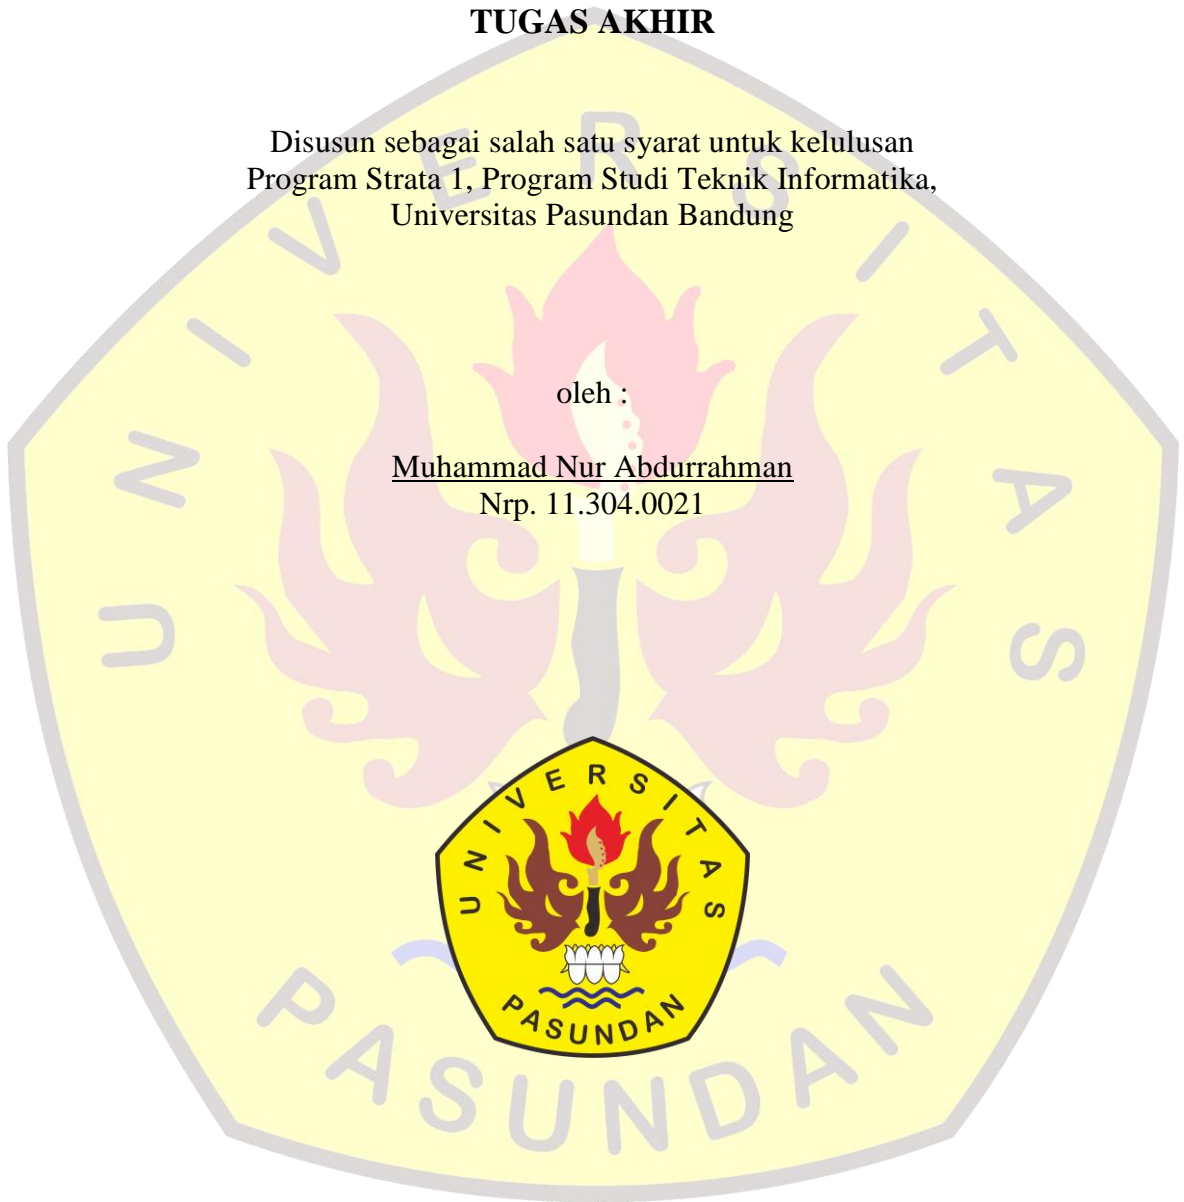 TUGAS AKHIR
Disusun sebagai salah satu syarat untuk kelulusan
Program Strata 1, Program Studi Teknik Informatika,
Universitas Pasundan Bandung
oleh :
Muhammad Nur Abdurrahman
Nrp. 11.304.0021
UNIVERSITAS
PASUNDAN
UNIVERSITAS
PASUNDAN